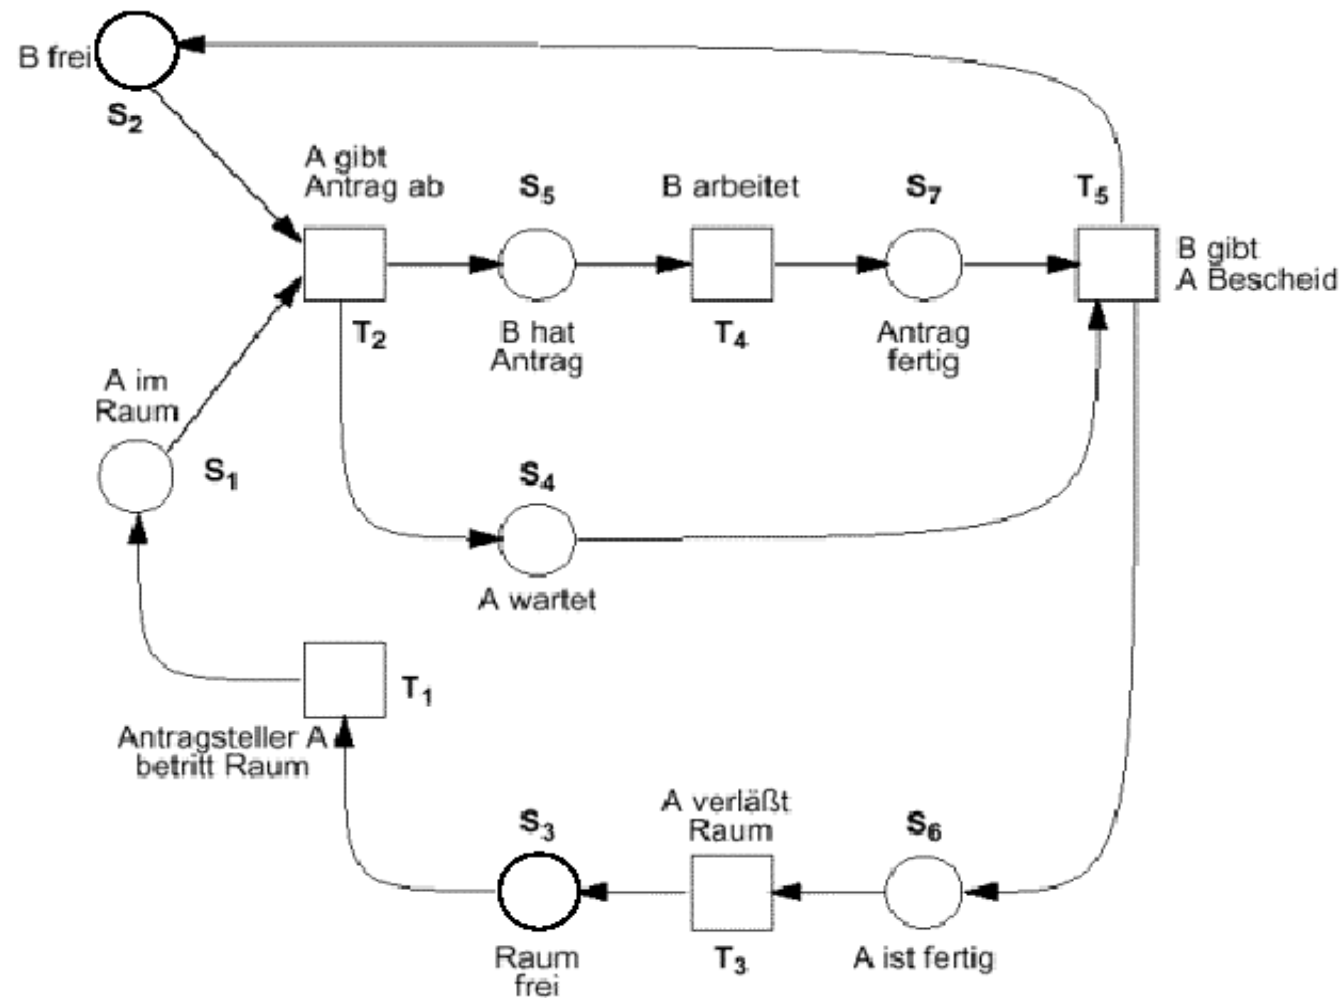 B frei
S2
A gibt
Antrag ab
S5
B arbeitet
S7
T5
B gibt
A Bescheid
T2
B hat
Antrag
T4
Antrag
fertig
A im
Raum
S1
S4
A wartet
T1
Antragsteller A
betritt Raum
S3
A verläßt
Raum
S6
Raum
frei
T3
A ist fertig